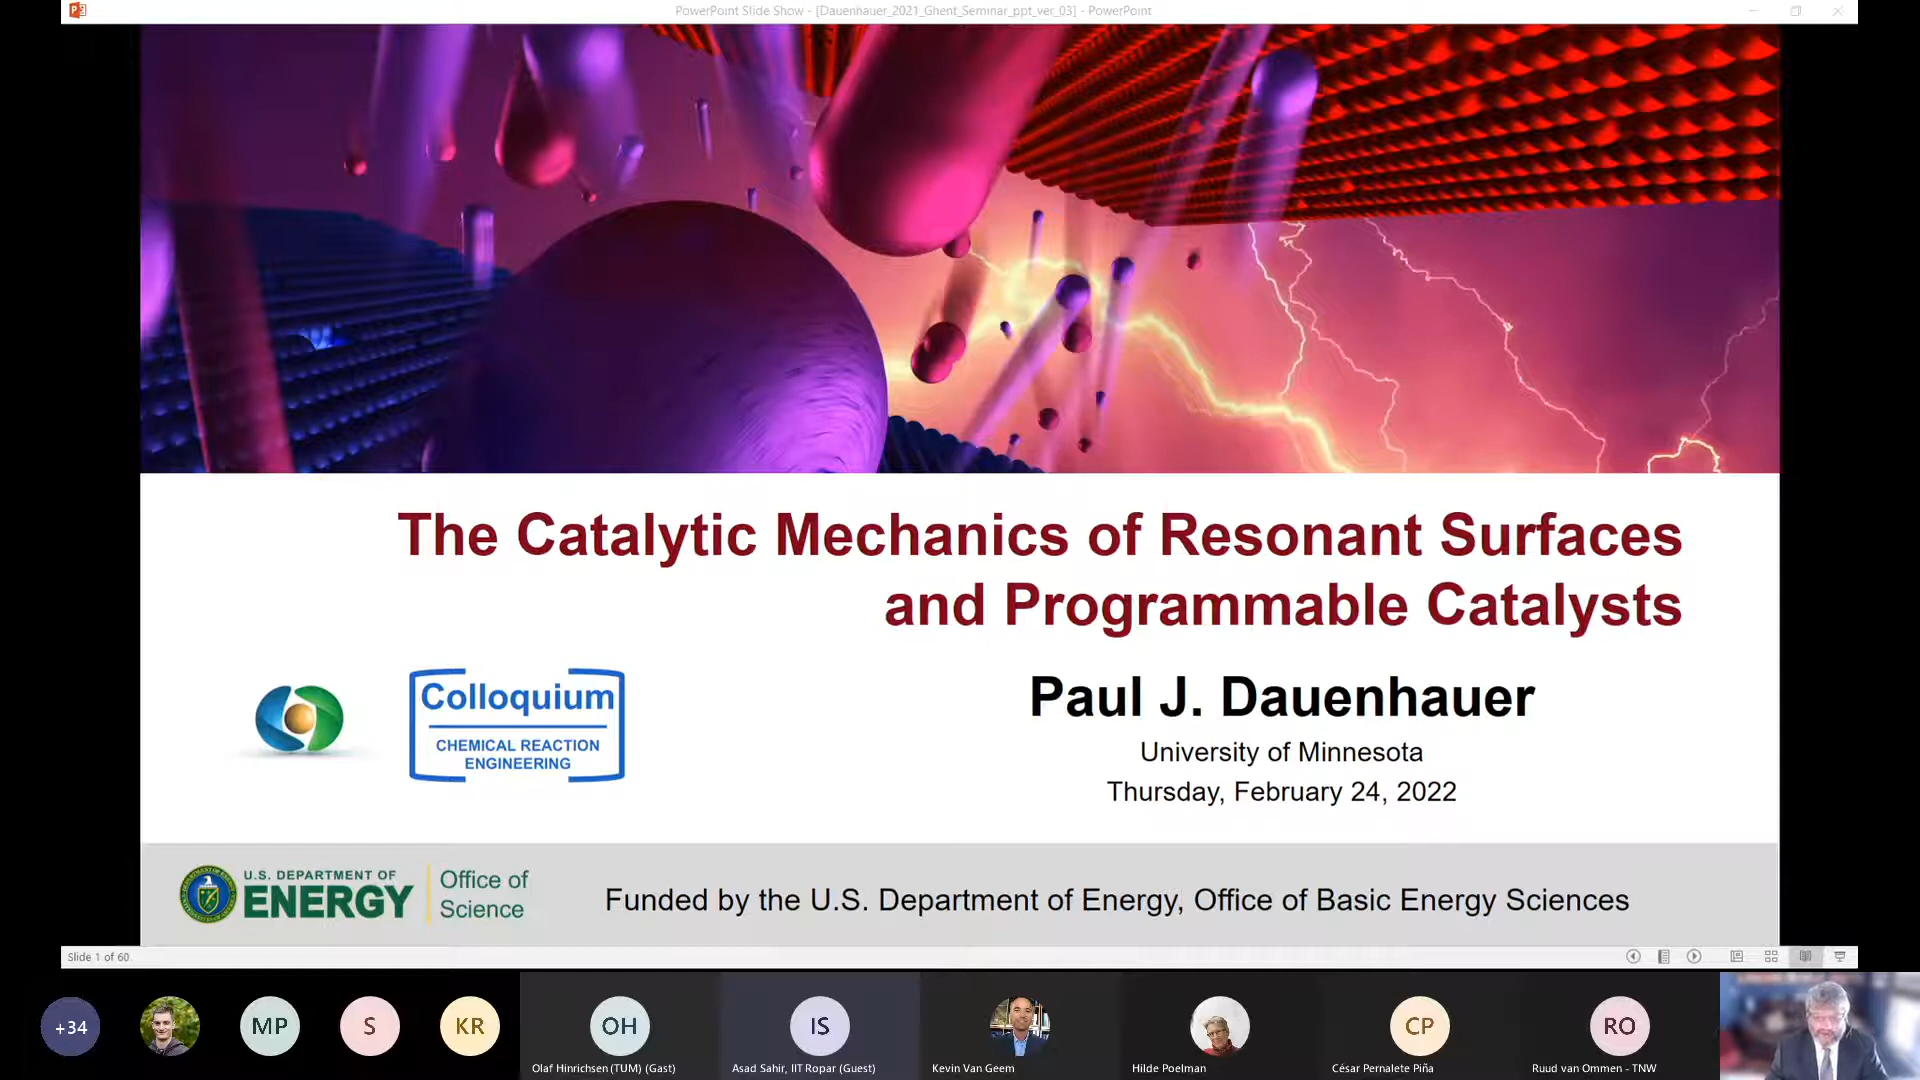 PowerPoint Slide Show - [Dauenhauer_2021_Ghent_Seminar_ppt_ver_03] - PowerPoint
The Catalytic Mechanics of Resonant Surfaces
and Programmable Catalysts
Colloquium
CHEMICAL REACTION
ENGINEERING
Paul J. Dauenhauer
University of Minnesota
Thursday, February 24, 2022
U.S. DEPARTMENT OF
ENERGY
Office of
Science
Funded by the U.S. Department of Energy, Office of Basic Energy Sciences
Slide 1 of 60
+34
MP
S
KR
OH
IS
CP
RO
Olaf Hinrichsen (TUM) (Gast)
Asad Sahir, IIT Ropar (Guest)
Kevin Van Geem
Hilde Poelman
César Pernalete Piña
Ruud van Ommen - TNW